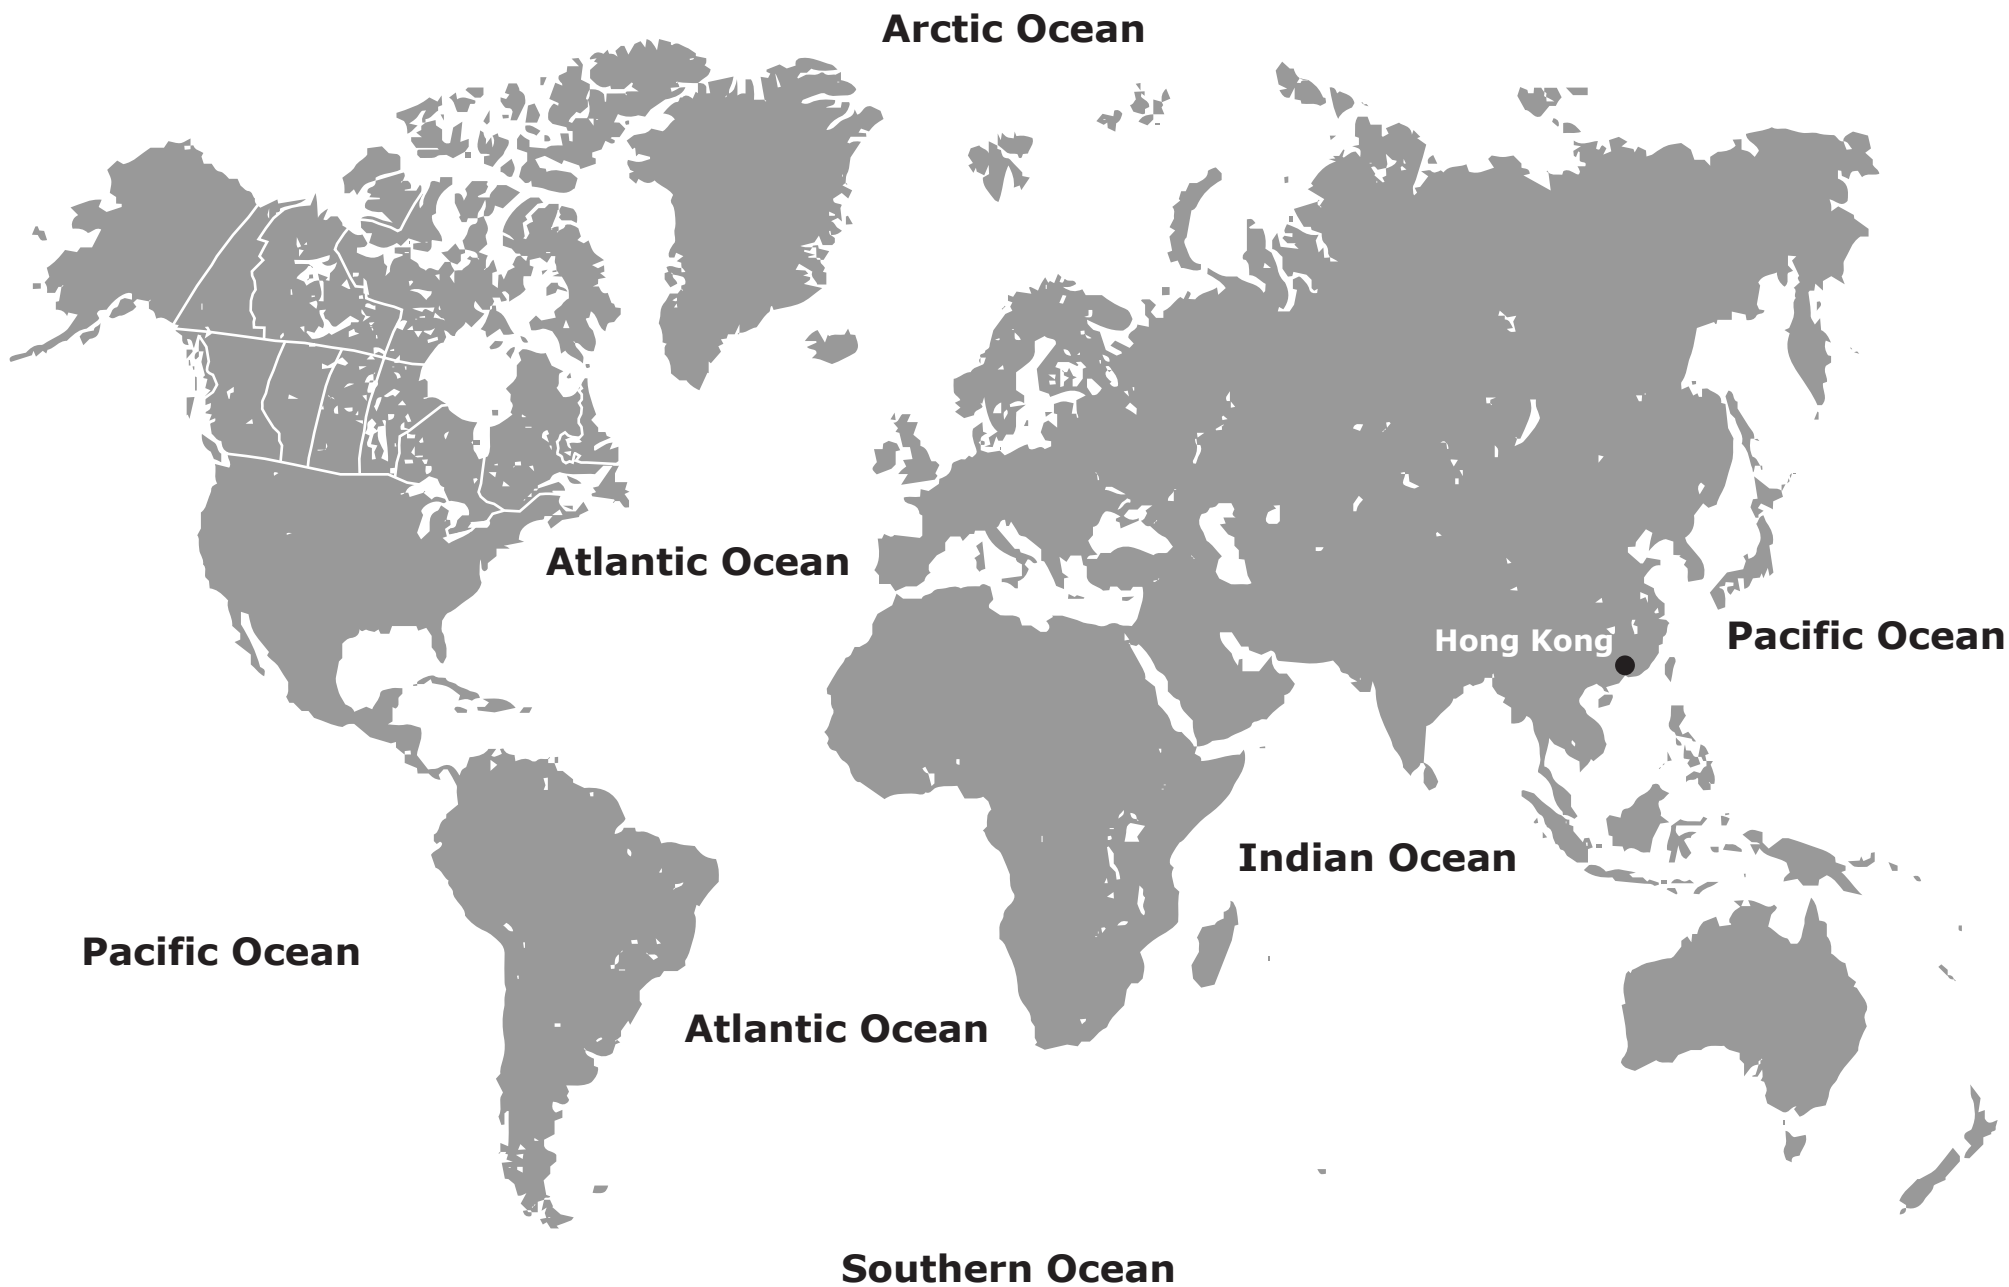 Arctic Ocean
Atlantic Ocean
Hong Kong
Pacific Ocean
Indian Ocean
Pacific Ocean
Atlantic Ocean
Southern Ocean